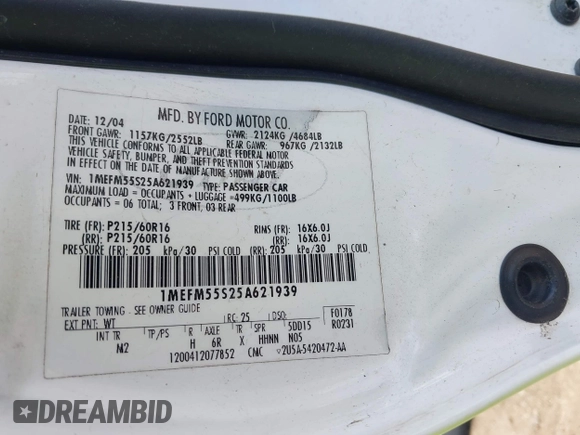 DATE: 12/04 MFD. BY FORD MOTOR CO.
FRONT GAWR: 1157KG/2552LB GVWR: 2124KG /4684LB
REAR GAWR: 967KG /2132LB
THIS VEHICLE CONFORMS TO ALL APPLICABLE FEDERAL MOTOR
VEHICLE SAFETY, BUMPER, AND THEFT PREVENTION STANDARDS
IN EFFECT ON THE DATE OF MANUFACTURE SHOWN ABOVE.
VIN: 1MEFM55S25A621939 TYPE: PASSENGER CAR
MAXIMUM LOAD = OCCUPANTS + LUGGAGE = 499KG/1100LB
OCCUPANTS = 06 TOTAL; 3 FRONT, 03 REAR
TIRE (FR): P215/60R16 RIMS (FR): 16X6.0J
(RR): P215/60R16 (RR): 16X6.0J
PRESSURE (FR): 205 kPa/30 PSI COLD (RR): 205 kPa/30 PSI COLD
1MEFM55S25A621939
TRAILER TOWING - SEE OWNER GUIDE
EXT PNT: WT RC: 25 DSO: F0178
R0231
INT TR TP/PS R AXLE TR SPR 5DD15
M2 H 6R X HHNN N05
1200412077852 CMC 2U5A-5420472-AA
DREAMBID